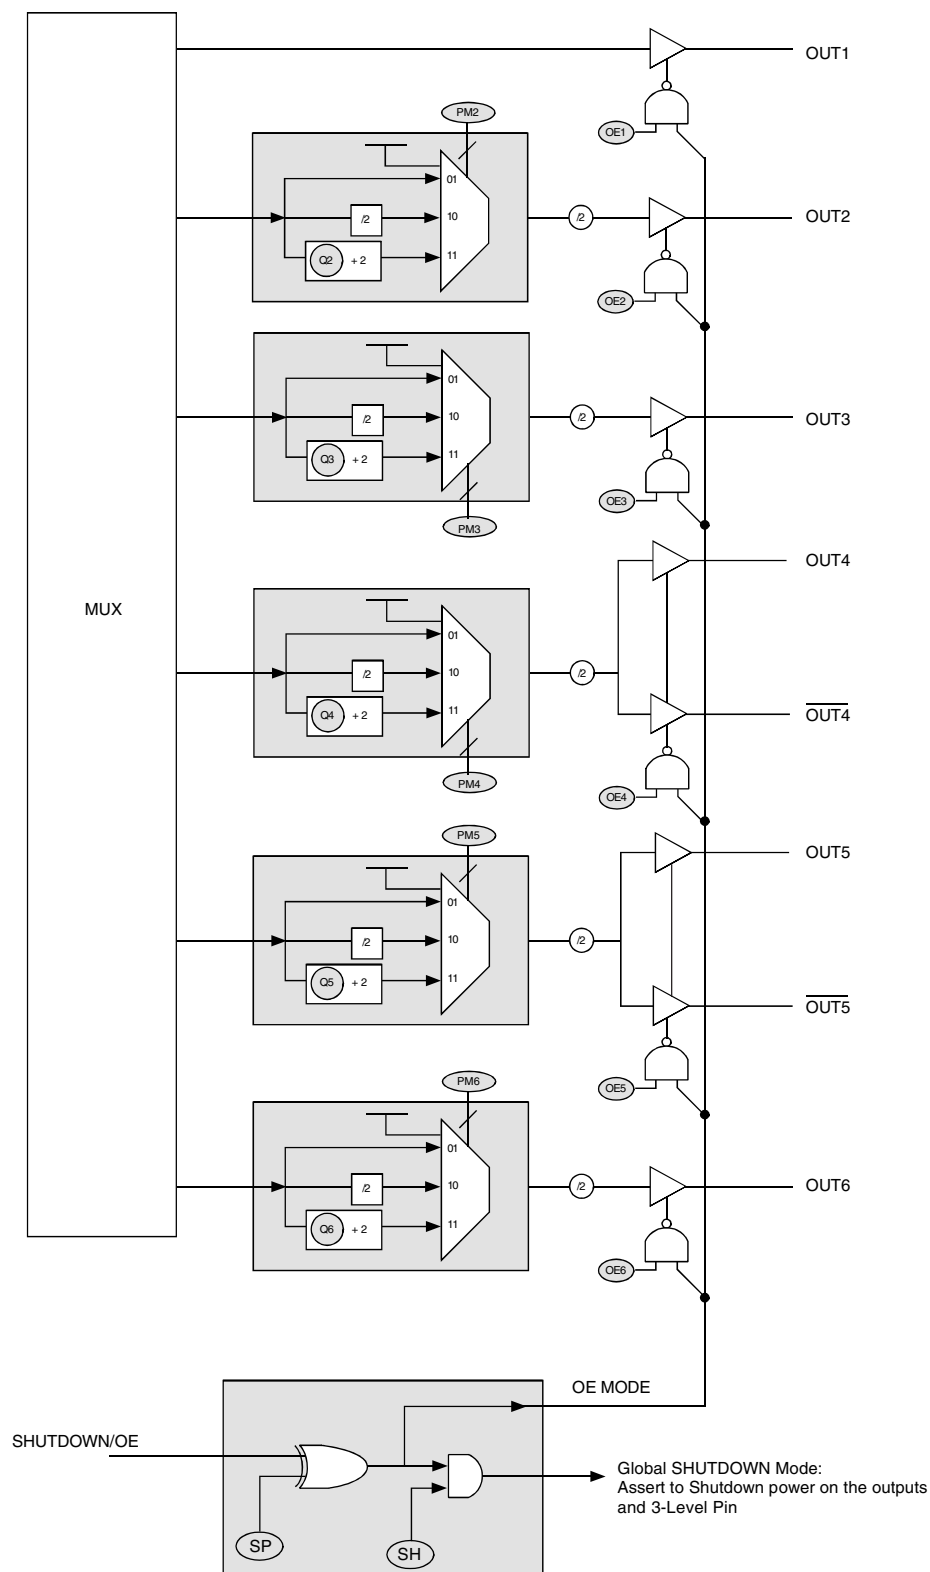 OUT1
PM2
OE1
01
/2
10
/2
OUT2
Q2 + 2
11
OE2
01
/2
10
/2
OUT3
Q3 + 2
11
OE3
PM3
OUT4
MUX
01
/2
10
/2
Q4 + 2
11
OUT4
PM4
OE4
PM5
OUT5
01
/2
10
/2
Q5 + 2
11
OUT5
PM6
OE5
01
/2
10
/2
OUT6
Q6 + 2
11
OE6
OE MODE
SHUTDOWN/OE
Global SHUTDOWN Mode:
Assert to Shutdown power on the outputs
and 3-Level Pin
SP
SH